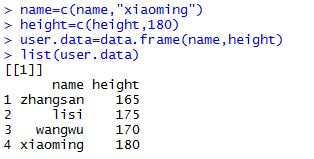 > name=c(name,"xiaoming")
> height=c(height,180)
> user.data=data.frame(name,height)
> list(user.data)
[[1]]
      name height
1 zhangsan    165
2     lisi    175
3   wangwu    170
4 xiaoming    180